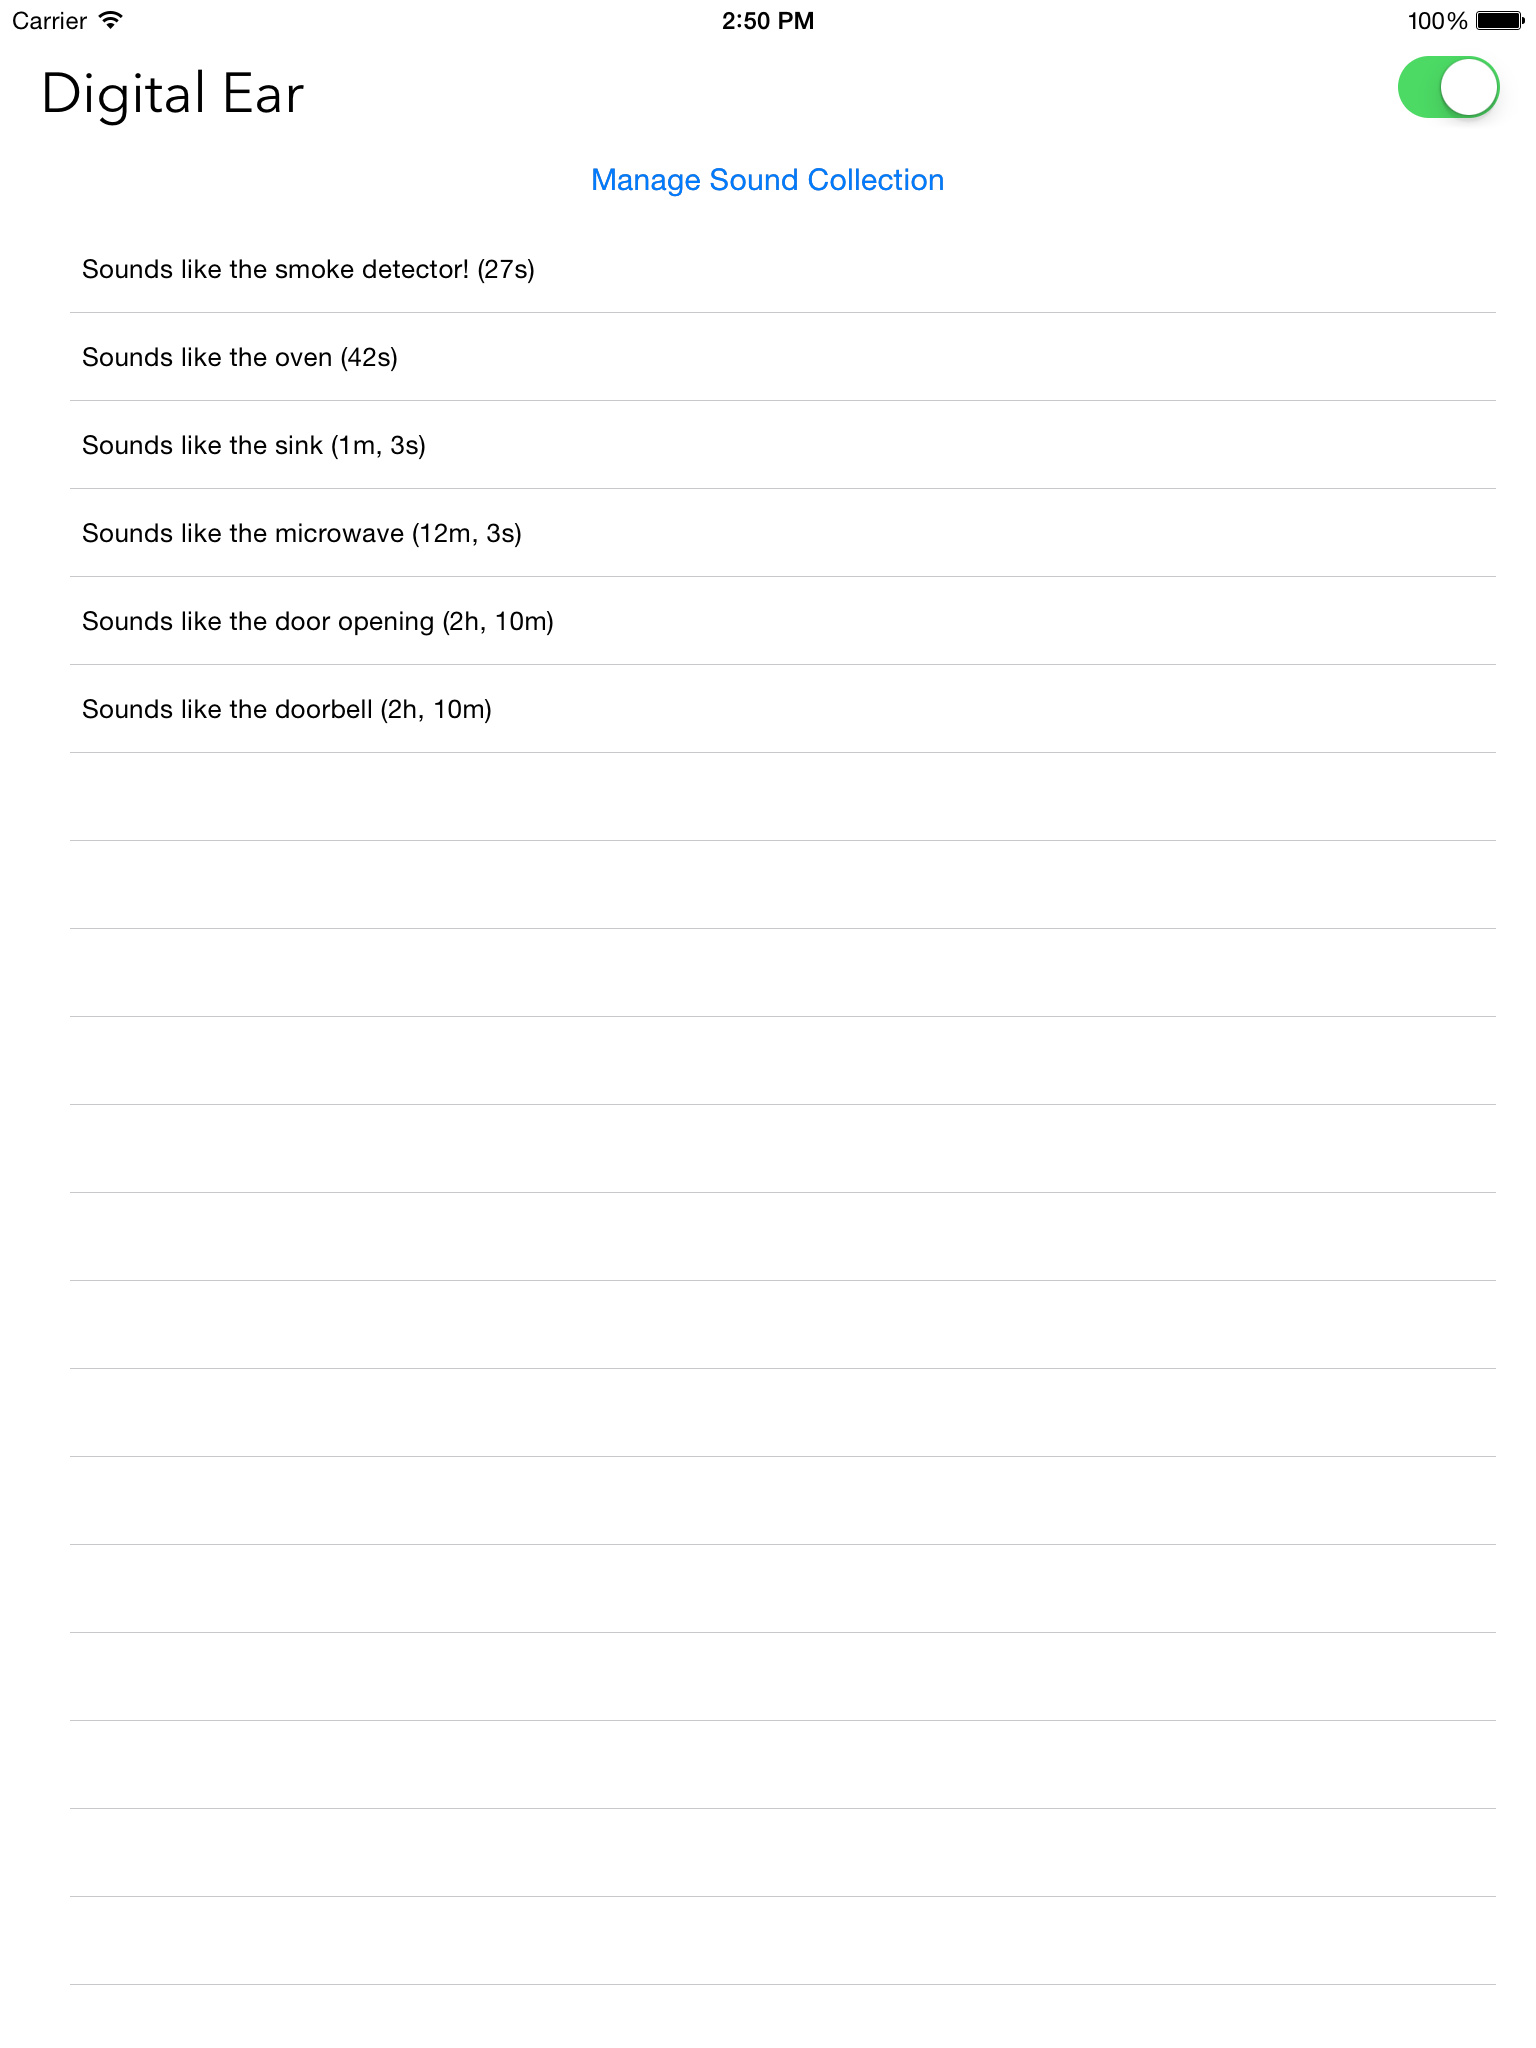 Carrier 2:50 PM 100%
Digital Ear
Manage Sound Collection
Sounds like the smoke detector! (27s)
Sounds like the oven (42s)
Sounds like the sink (1m, 3s)
Sounds like the microwave (12m, 3s)
Sounds like the door opening (2h, 10m)
Sounds like the doorbell (2h, 10m)